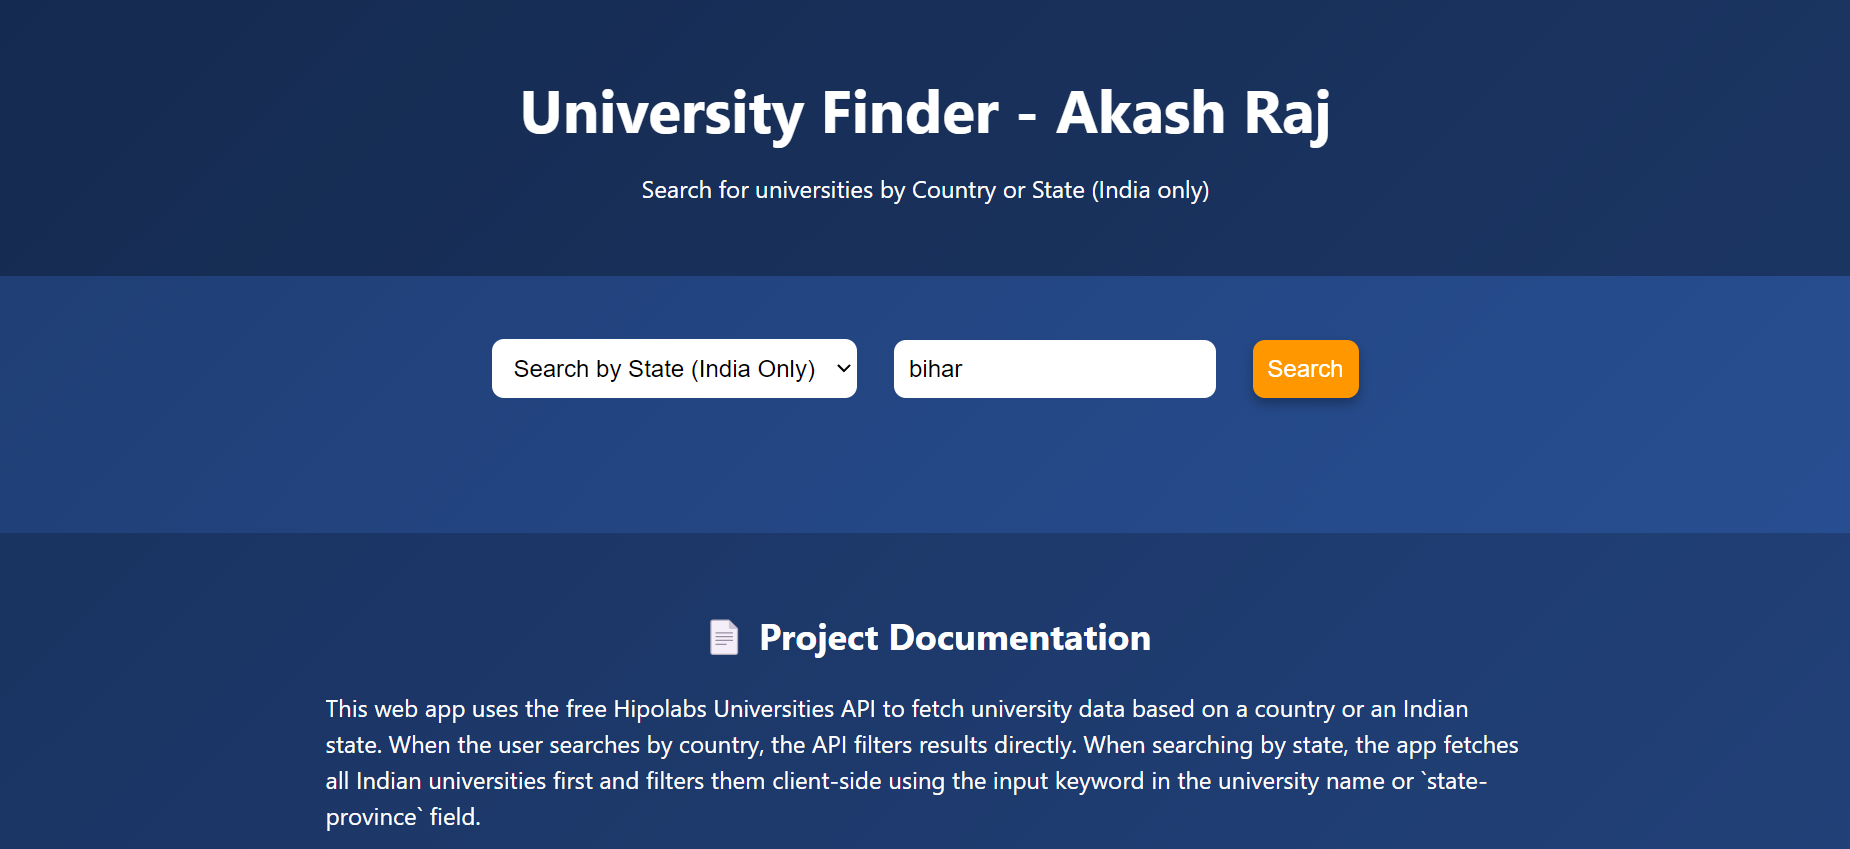 University Finder - Akash Raj
Search for universities by Country or State (India only)
Search by State (India Only)
bihar
Search
Project Documentation
This web app uses the free Hipolabs Universities API to fetch university data based on a country or an Indian
state. When the user searches by country, the API filters results directly. When searching by state, the app fetches
all Indian universities first and filters them client-side using the input keyword in the university name or `state-
province` field.